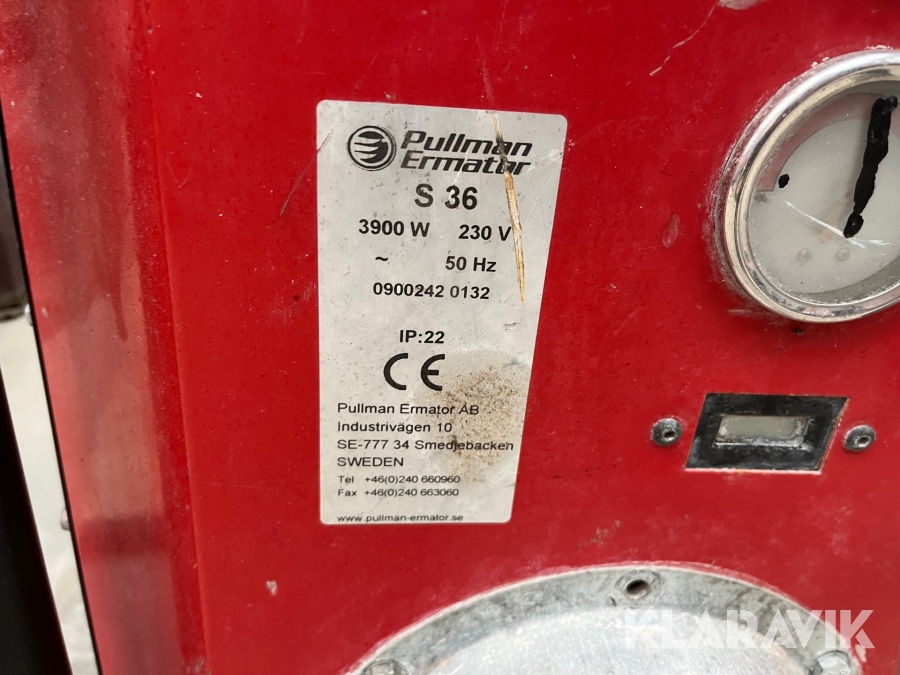 Pullman
Ermator
S 36
3900 W 230 V
~ 50 Hz
0900242 0132
IP:22
CE
Pullman Ermator AB
Industrivägen 10
SE-777 34 Smedjebacken
SWEDEN
Tel +46(0)240 660960
Fax +46(0)240 663060
www.pullman-ermator.se
KLARAVIK